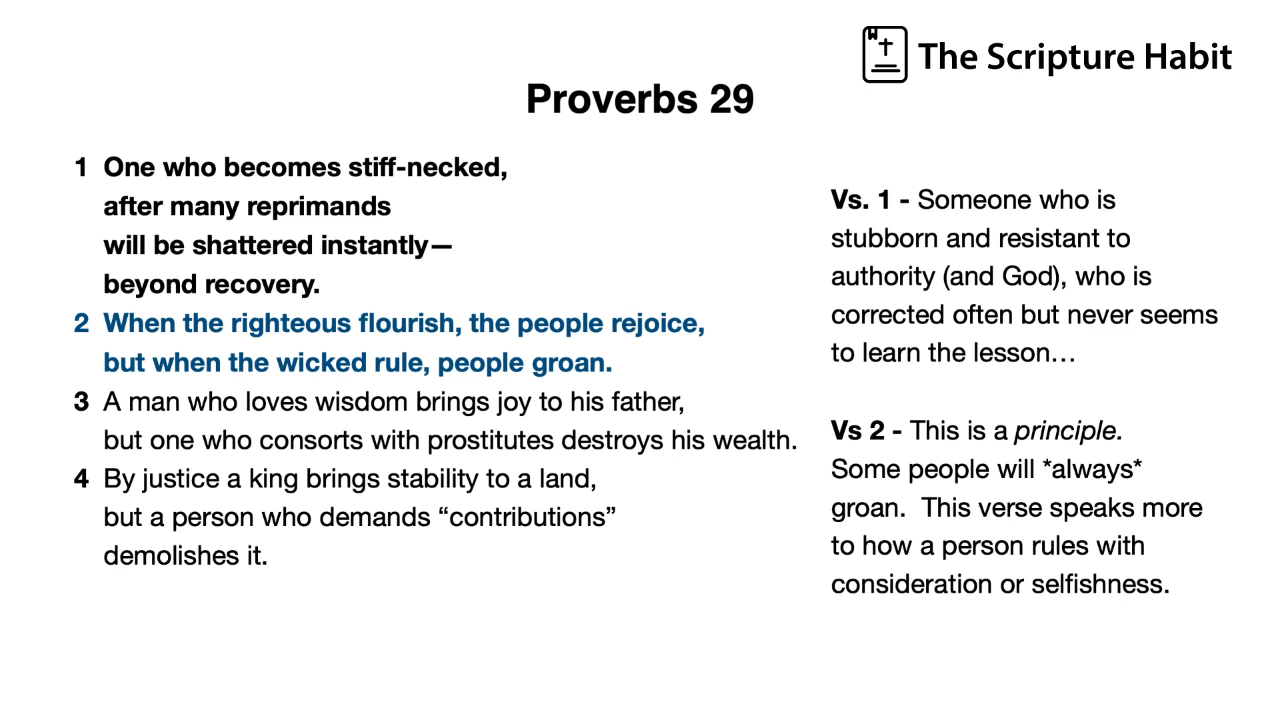 The Scripture Habit
Proverbs 29
1 One who becomes stiff-necked,
after many reprimands
will be shattered instantly—
beyond recovery.
2 When the righteous flourish, the people rejoice,
but when the wicked rule, people groan.
3 A man who loves wisdom brings joy to his father,
but one who consorts with prostitutes destroys his wealth.
4 By justice a king brings stability to a land,
but a person who demands “contributions”
demolishes it.
Vs. 1 - Someone who is
stubborn and resistant to
authority (and God), who is
corrected often but never seems
to learn the lesson…
Vs 2 - This is a principle.
Some people will *always*
groan.  This verse speaks more
to how a person rules with
consideration or selfishness.